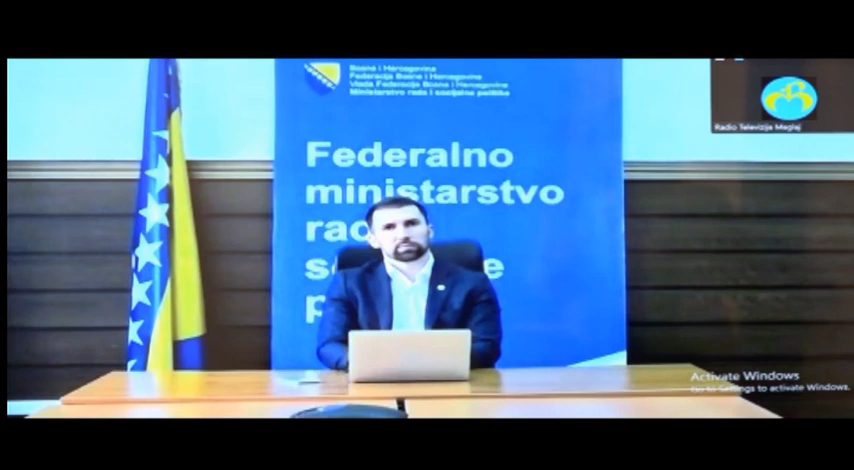 Bosna i Hercegovina
Federacija Bosne i Hercegovine
Vlada Federacije Bosne i Hercegovine
Ministarstvo rada i socijalne politike
Radio Televizija Maglaj
Federalno
ministarstvo
Activate Windows
Go to Settings to activate Windows.